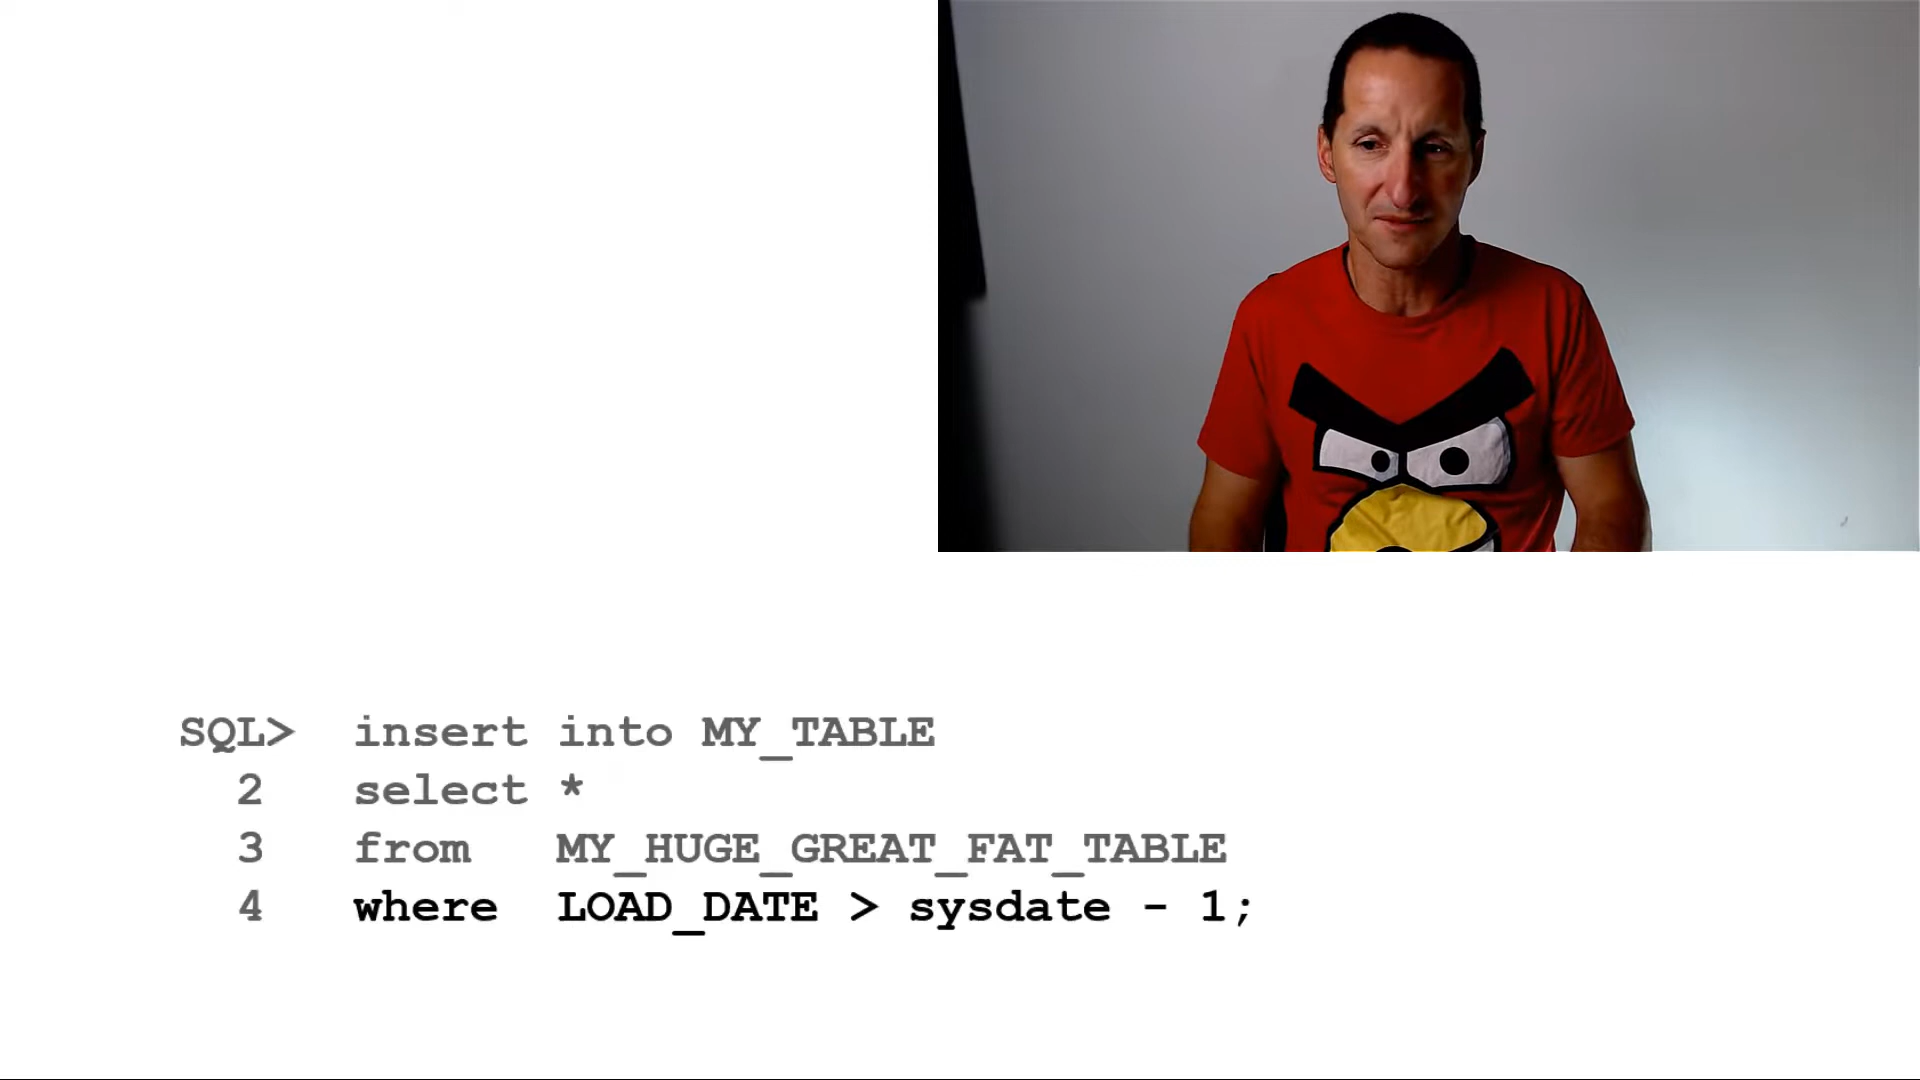 SQL> insert into MY_TABLE
2 select *
3 from MY_HUGE_GREAT_FAT_TABLE
4 where LOAD_DATE > sysdate - 1;